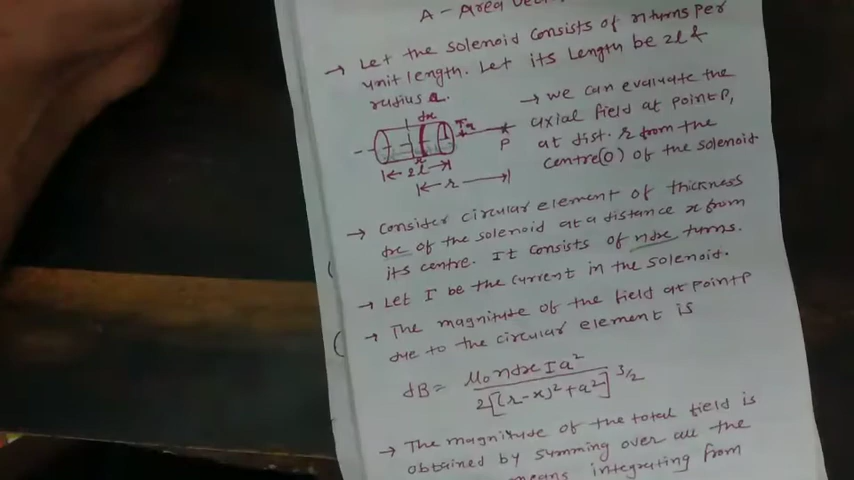 A - Area
→ Let the solenoid consists of n turns per
unit length. Let its length be 2l &
radius a.
dx
a
P
x
2l
r
→ we can evaluate the
axial field at point P,
at dist. r from the
centre(O) of the solenoid.
→ Consider circular element of thickness
dx of the solenoid at a distance x from
its centre. It consists of ndx turns.
→ Let I be the current in the solenoid.
→ The magnitude of the field at point P
due to the circular element is
dB = μ0 ndx I a² / 2[(r-x)²+a²]^3/2
→ The magnitude of the total field is
obtained by summing over all the
means integrating from